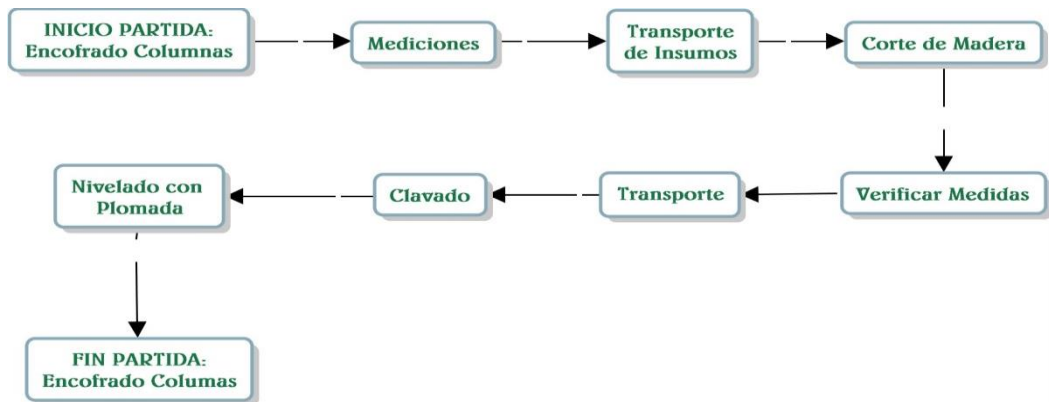 INICIO PARTIDA:
Encofrado Columnas
Mediciones
Transporte
de Insumos
Corte de Madera
Verificar Medidas
Transporte
Clavado
Nivelado con
Plomada
FIN PARTIDA:
Encofrado Columas